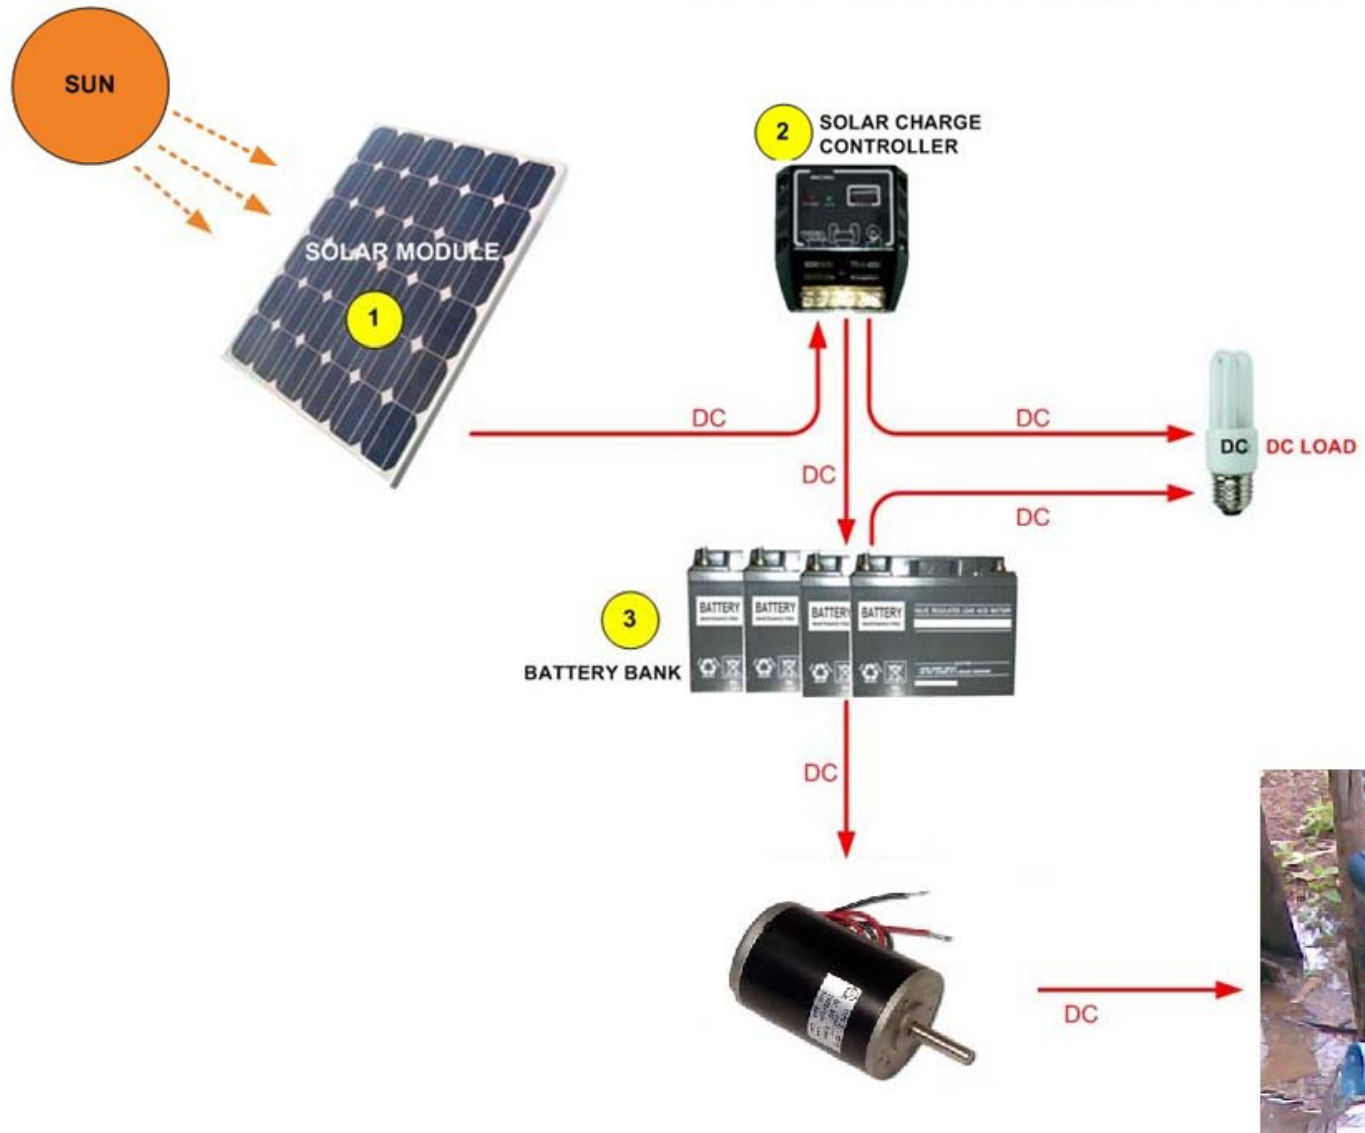 SUN
2
SOLAR CHARGE
CONTROLLER
SOLAR MODULE
1
DC
DC
DC
DC LOAD
DC
DC
BATTERY
BATTERY
BATTERY
BATTERY
3
BATTERY BANK
DC
DC